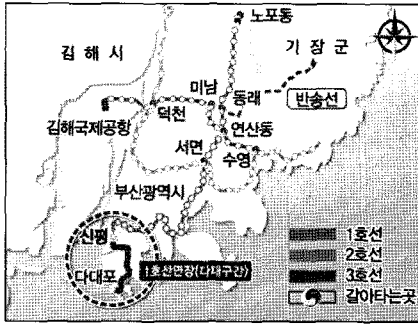 노포동
김해시
기장군
미남
동래
반송선
김해국제공항
덕천
연산동
서면
수영
부산광역시
신평
다대포
1호선연장(다대구간)
1호선
2호선
3호선
갈아타는곳